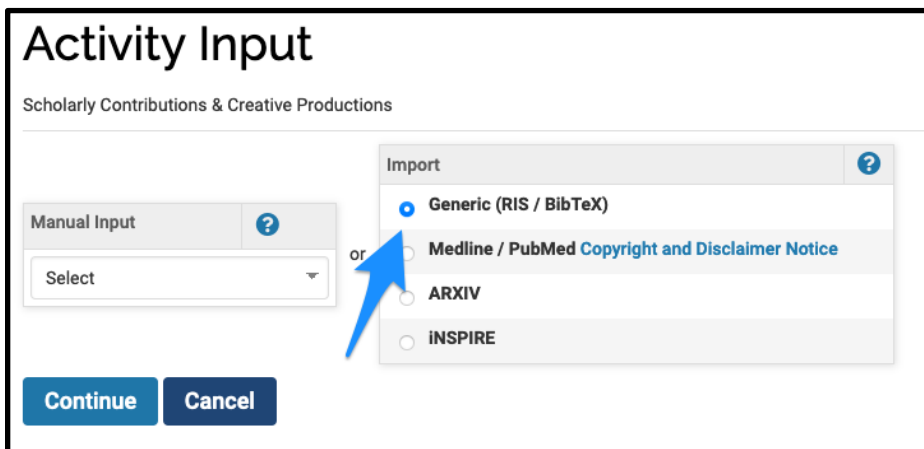 Activity Input
Scholarly Contributions & Creative Productions
Manual Input
?
Select
or
Import
?
Generic (RIS / BibTeX)
Medline / PubMed Copyright and Disclaimer Notice
ARXIV
iNSPIRE
Continue
Cancel